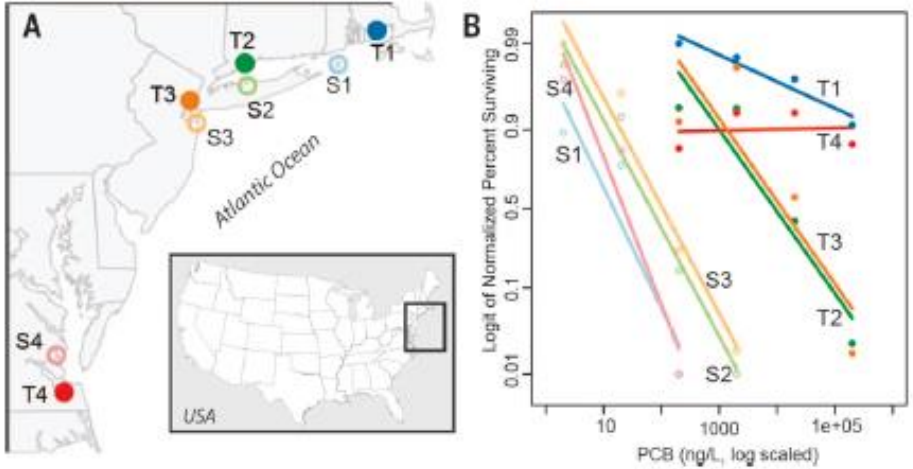 A
T2
T1
T3
S1
S2
S3
Atlantic Ocean
S4
T4
USA
B
Logit of Normalized Percent Surviving
0.99
0.9
0.5
0.1
0.01
S4
S1
T1
T4
T3
S3
T2
S2
10
1000
1e+05
PCB (ng/L, log scaled)